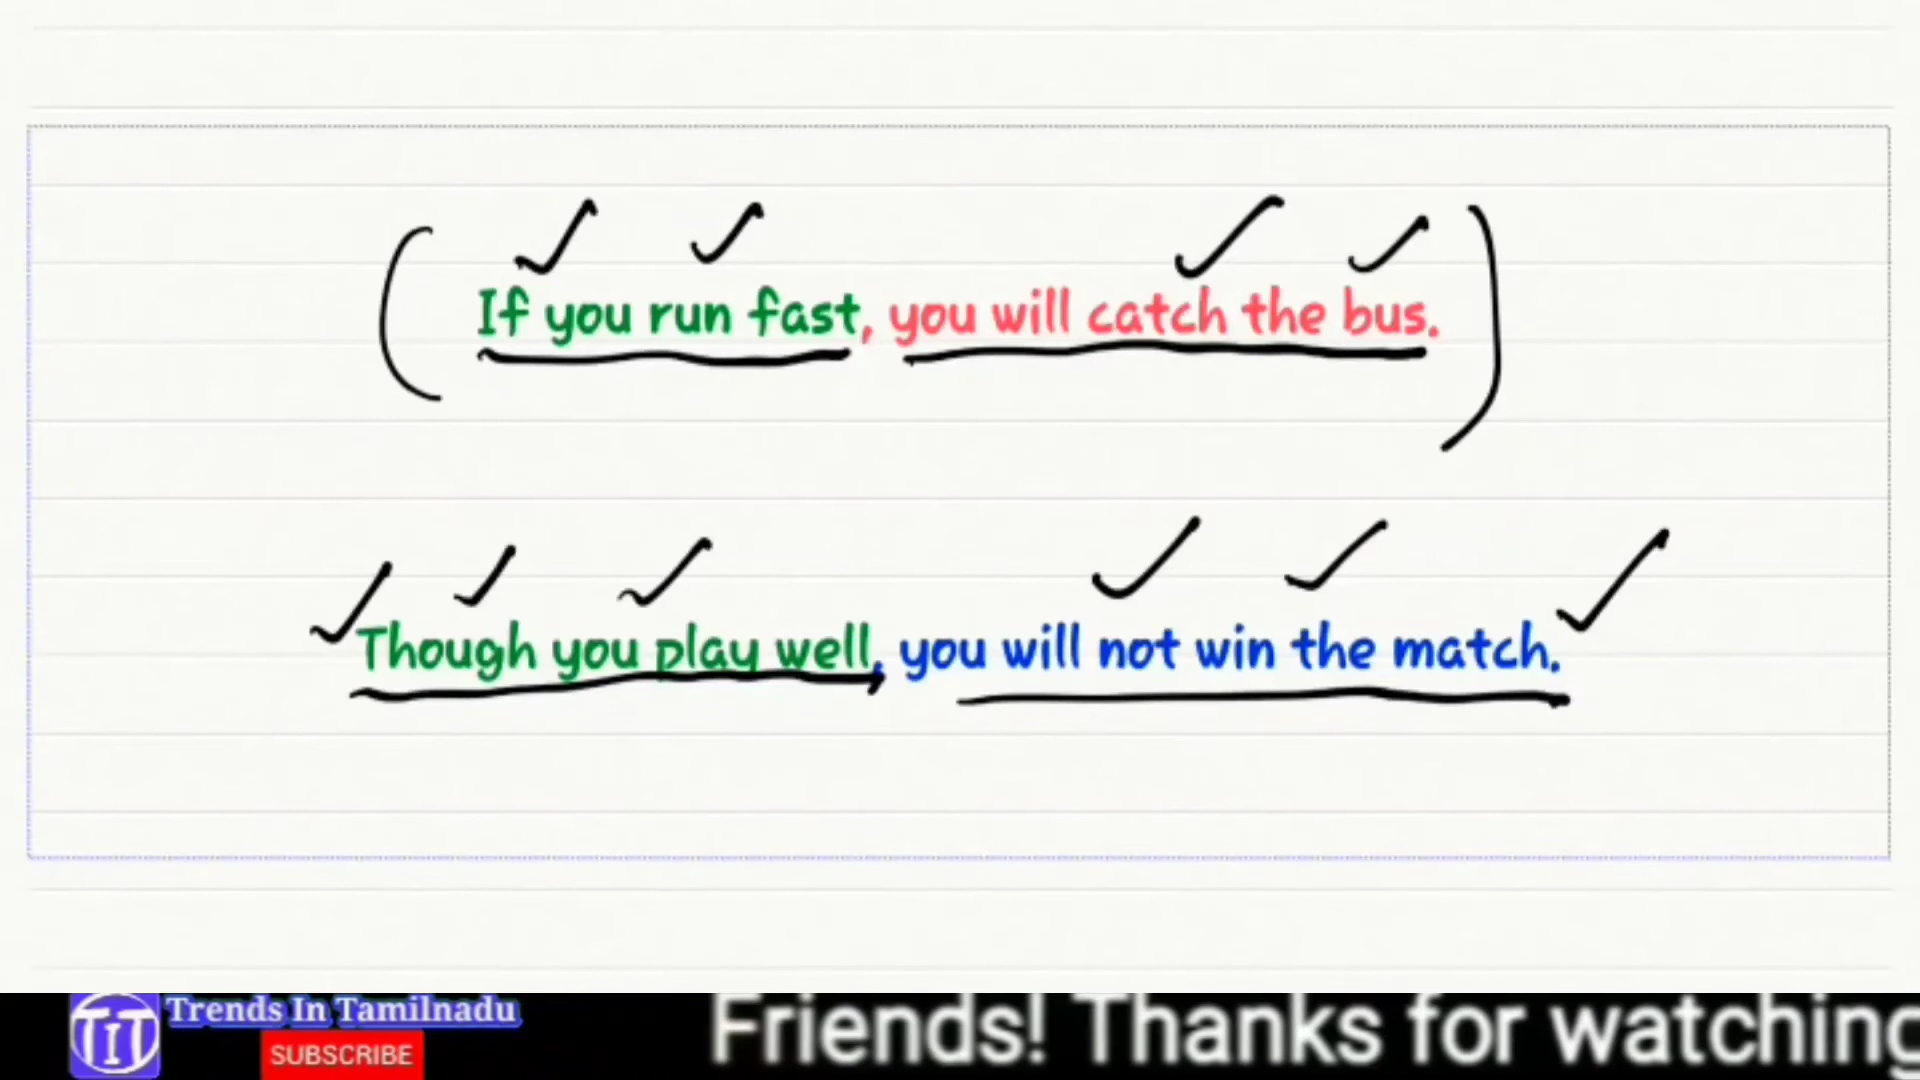 If you run fast, you will catch the bus.
Though you play well, you will not win the match.
TIT
Trends In Tamilnadu
SUBSCRIBE
Friends! Thanks for watching